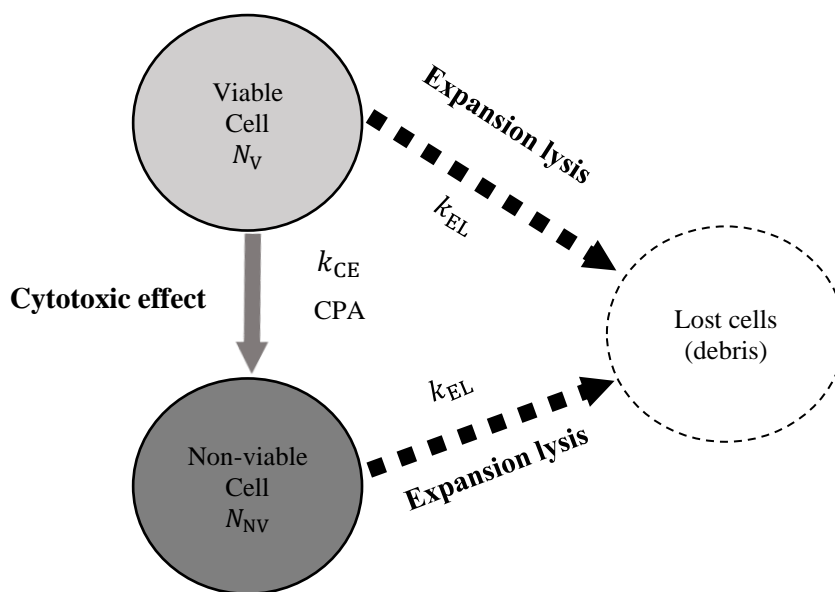 Viable
Cell
N_V
Expansion lysis
k_EL
k_CE
Cytotoxic effect
CPA
Lost cells
(debris)
k_EL
Non-viable
Cell
N_NV
Expansion lysis